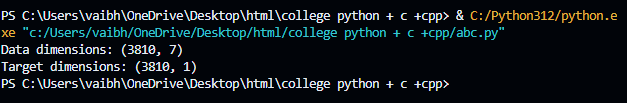 PS C:\Users\vaibh\OneDrive\Desktop\html\college python + c +cpp> & C:/Python312/python.e
xe "c:/Users/vaibh/OneDrive/Desktop/html/college python + c +cpp/abc.py"
Data dimensions: (3810, 7)
Target dimensions: (3810, 1)
PS C:\Users\vaibh\OneDrive\Desktop\html\college python + c +cpp>